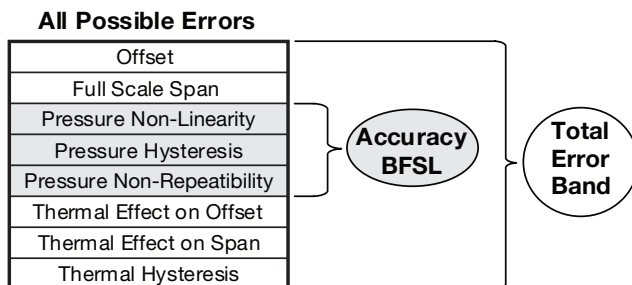 All Possible Errors
Offset
Full Scale Span
Pressure Non-Linearity
Pressure Hysteresis
Pressure Non-Repeatibility
Thermal Effect on Offset
Thermal Effect on Span
Thermal Hysteresis
Accuracy
BFSL
Total
Error
Band